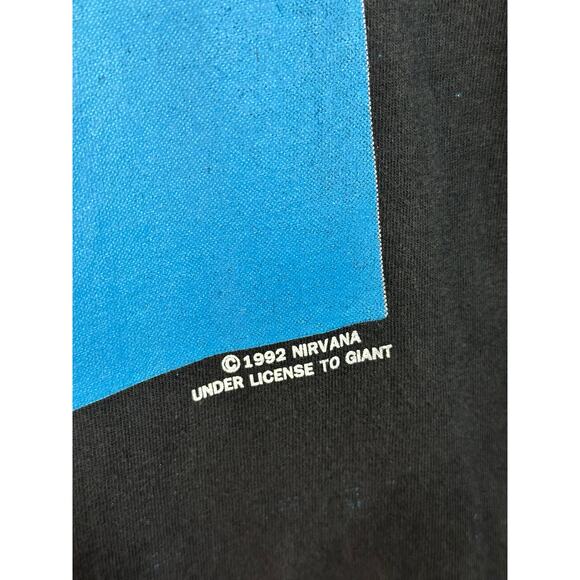 © 1992 NIRVANA
UNDER LICENSE TO GIANT